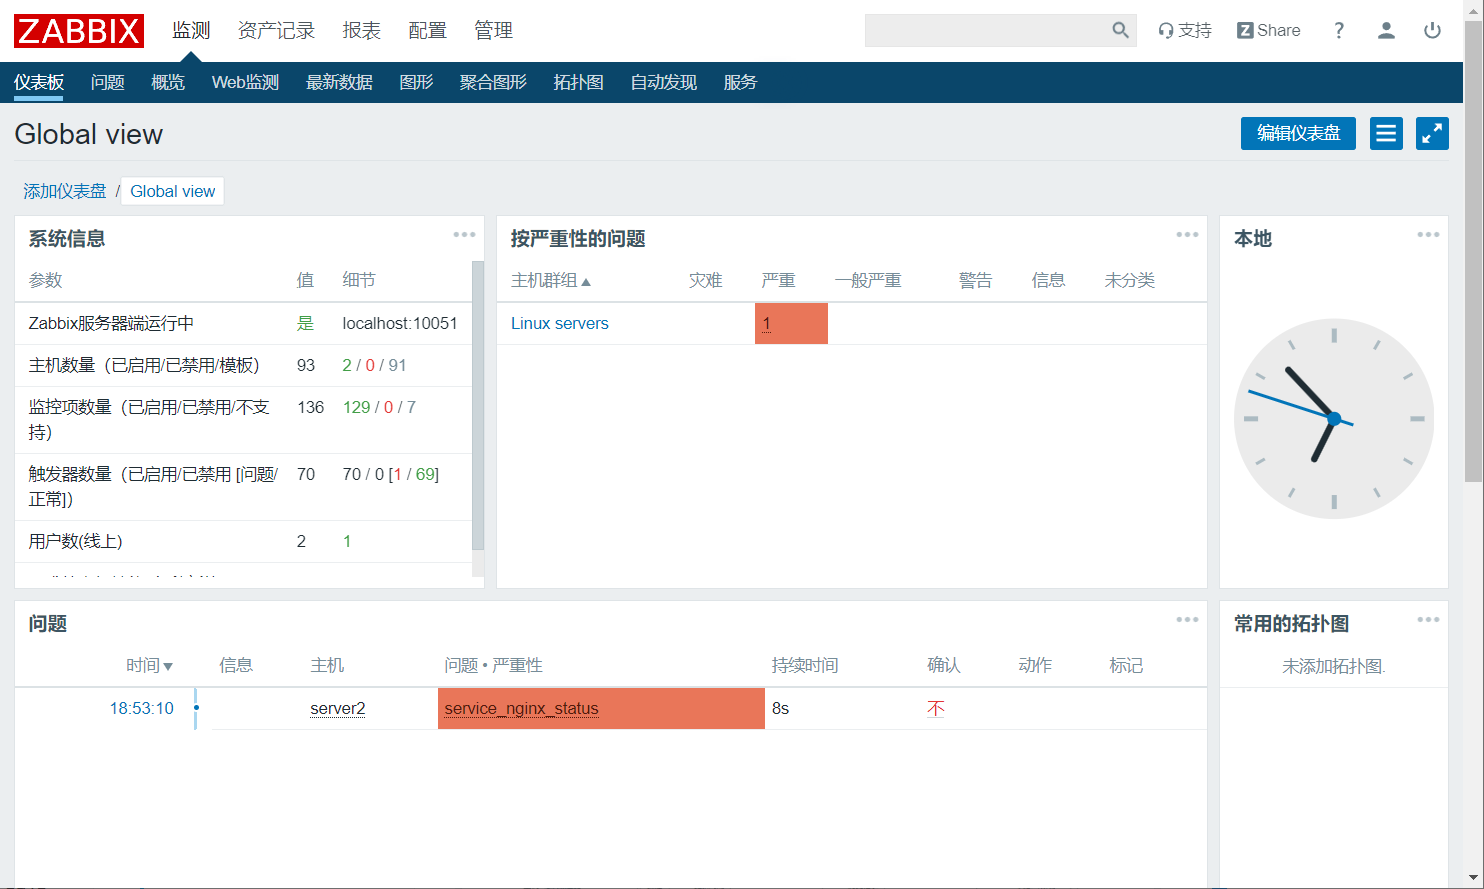 ZABBIX 监测 资产记录 报表 配置 管理 支持 Z Share ?
仪表板 问题 概览 Web监测 最新数据 图形 聚合图形 拓扑图 自动发现 服务
Global view 编辑仪表盘
添加仪表盘 / Global view
系统信息
参数 值 细节
Zabbix服务器端运行中 是 localhost:10051
主机数量（已启用/已禁用/模板） 93 2 / 0 / 91
监控项数量（已启用/已禁用/不支
持） 136 129 / 0 / 7
触发器数量（已启用/已禁用 [问题/
正常]） 70 70 / 0 [1 / 69]
用户数(线上) 2 1
按严重性的问题
主机群组▲ 灾难 严重 一般严重 警告 信息 未分类
Linux servers 1
本地
问题
时间▼ 信息 主机 问题 • 严重性 持续时间 确认 动作 标记
18:53:10 server2 service_nginx_status 8s 不
常用的拓扑图
未添加拓扑图.